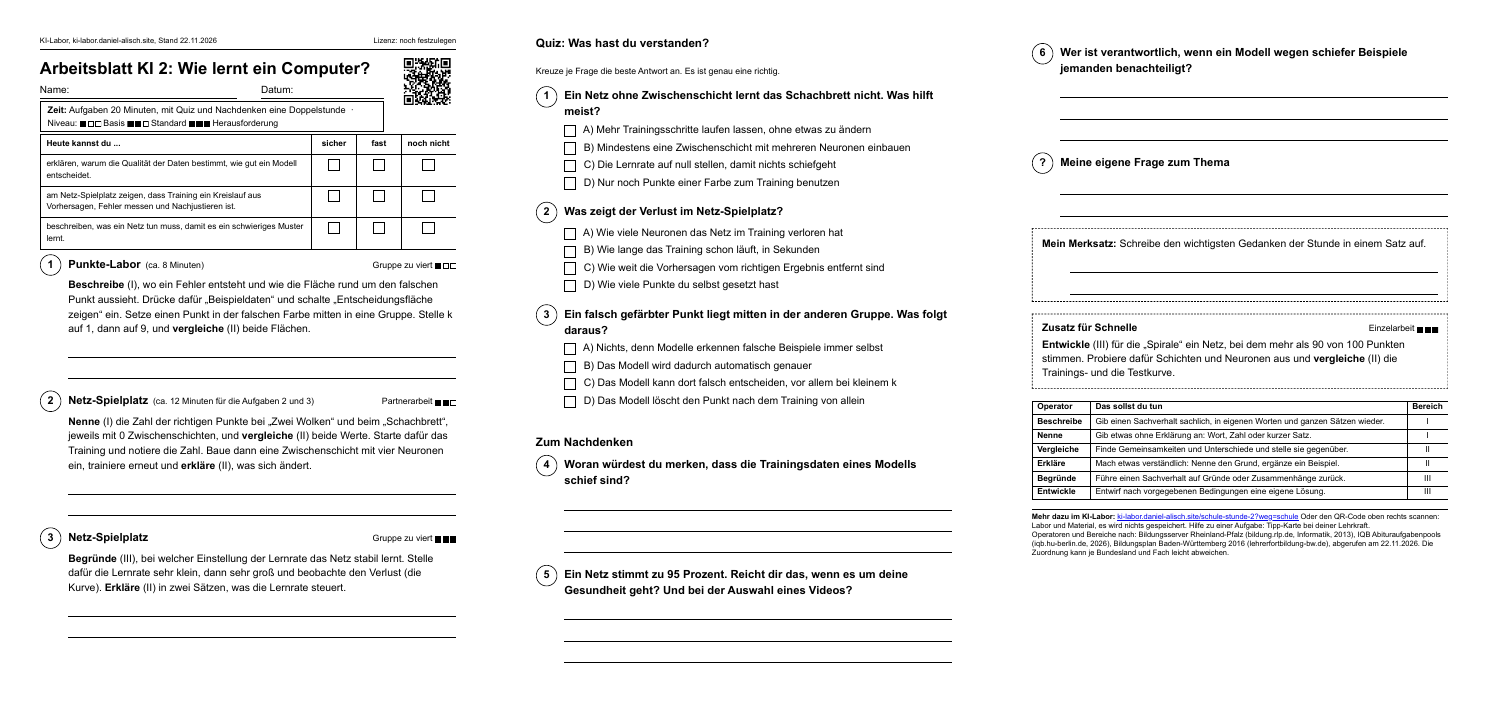 KI-Labor, ki-labor.daniel-alisch.site, Stand 22.11.2026
Lizenz: noch festzulegen
Arbeitsblatt KI 2: Wie lernt ein Computer?
Name:
Datum:
Zeit: Aufgaben 20 Minuten, mit Quiz und Nachdenken eine Doppelstunde ·
Niveau: ■□□ Basis ■■□ Standard ■■■ Herausforderung
Heute kannst du ... sicher fast noch nicht
erklären, warum die Qualität der Daten bestimmt, wie gut ein Modell
entscheidet.
am Netz-Spielplatz zeigen, dass Training ein Kreislauf aus
Vorhersagen, Fehler messen und Nachjustieren ist.
beschreiben, was ein Netz tun muss, damit es ein schwieriges Muster
lernt.
1 Punkte-Labor (ca. 8 Minuten) Gruppe zu viert ■□□
Beschreibe (I), wo ein Fehler entsteht und wie die Fläche rund um den falschen
Punkt aussieht. Drücke dafür „Beispieldaten“ und schalte „Entscheidungsfläche
zeigen“ ein. Setze einen Punkt in der falschen Farbe mitten in eine Gruppe. Stelle k
auf 1, dann auf 9, und vergleiche (II) beide Flächen.
2 Netz-Spielplatz (ca. 12 Minuten für die Aufgaben 2 und 3) Partnerarbeit ■■□
Nenne (I) die Zahl der richtigen Punkte bei „Zwei Wolken“ und beim „Schachbrett“,
jeweils mit 0 Zwischenschichten, und vergleiche (II) beide Werte. Starte dafür das
Training und notiere die Zahl. Baue dann eine Zwischenschicht mit vier Neuronen
ein, trainiere erneut und erkläre (II), was sich ändert.
3 Netz-Spielplatz Gruppe zu viert ■■■
Begründe (III), bei welcher Einstellung der Lernrate das Netz stabil lernt. Stelle
dafür die Lernrate sehr klein, dann sehr groß und beobachte den Verlust (die
Kurve). Erkläre (II) in zwei Sätzen, was die Lernrate steuert.
Quiz: Was hast du verstanden?
Kreuze je Frage die beste Antwort an. Es ist genau eine richtig.
1 Ein Netz ohne Zwischenschicht lernt das Schachbrett nicht. Was hilft
meist?
A) Mehr Trainingsschritte laufen lassen, ohne etwas zu ändern
B) Mindestens eine Zwischenschicht mit mehreren Neuronen einbauen
C) Die Lernrate auf null stellen, damit nichts schiefgeht
D) Nur noch Punkte einer Farbe zum Training benutzen
2 Was zeigt der Verlust im Netz-Spielplatz?
A) Wie viele Neuronen das Netz im Training verloren hat
B) Wie lange das Training schon läuft, in Sekunden
C) Wie weit die Vorhersagen vom richtigen Ergebnis entfernt sind
D) Wie viele Punkte du selbst gesetzt hast
3 Ein falsch gefärbter Punkt liegt mitten in der anderen Gruppe. Was folgt
daraus?
A) Nichts, denn Modelle erkennen falsche Beispiele immer selbst
B) Das Modell wird dadurch automatisch genauer
C) Das Modell kann dort falsch entscheiden, vor allem bei kleinem k
D) Das Modell löscht den Punkt nach dem Training von allein
Zum Nachdenken
4 Woran würdest du merken, dass die Trainingsdaten eines Modells
schief sind?
5 Ein Netz stimmt zu 95 Prozent. Reicht dir das, wenn es um deine
Gesundheit geht? Und bei der Auswahl eines Videos?
6 Wer ist verantwortlich, wenn ein Modell wegen schiefer Beispiele
jemanden benachteiligt?
? Meine eigene Frage zum Thema
Mein Merksatz: Schreibe den wichtigsten Gedanken der Stunde in einem Satz auf.
Zusatz für Schnelle Einzelarbeit ■■■
Entwickle (III) für die „Spirale“ ein Netz, bei dem mehr als 90 von 100 Punkten
stimmen. Probiere dafür Schichten und Neuronen aus und vergleiche (II) die
Trainings- und die Testkurve.
Operator Das sollst du tun Bereich
Beschreibe Gib einen Sachverhalt sachlich, in eigenen Worten und ganzen Sätzen wieder. I
Nenne Gib etwas ohne Erklärung an: Wort, Zahl oder kurzer Satz. I
Vergleiche Finde Gemeinsamkeiten und Unterschiede und stelle sie gegenüber. II
Erkläre Mach etwas verständlich: Nenne den Grund, ergänze ein Beispiel. II
Begründe Führe einen Sachverhalt auf Gründe oder Zusammenhänge zurück. III
Entwickle Entwirf nach vorgegebenen Bedingungen eine eigene Lösung. III
Mehr dazu im KI-Labor: ki-labor.daniel-alisch.site/schule-stunde-2?weg=schule Oder den QR-Code oben rechts scannen:
Labor und Material, es wird nichts gespeichert. Hilfe zu einer Aufgabe: Tipp-Karte bei deiner Lehrkraft.
Operatoren und Bereiche nach: Bildungsserver Rheinland-Pfalz (bildung.rlp.de, Informatik, 2013), IQB Abituraufgabenpools
(iqb.hu-berlin.de, 2026), Bildungsplan Baden-Württemberg 2016 (lehrerfortbildung-bw.de), abgerufen am 22.11.2026. Die
Zuordnung kann je Bundesland und Fach leicht abweichen.